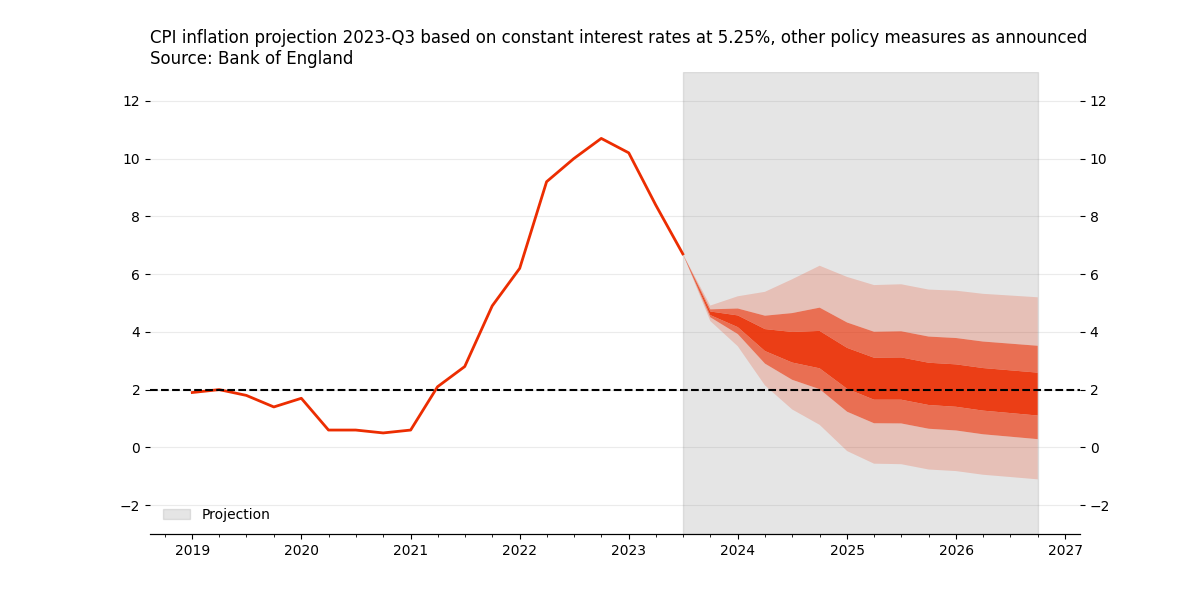 CPI inflation projection 2023-Q3 based on constant interest rates at 5.25%, other policy measures as announced
Source: Bank of England
12 12
10 10
8 8
6 6
4 4
2 2
0 0
−2 −2
Projection
2019 2020 2021 2022 2023 2024 2025 2026 2027